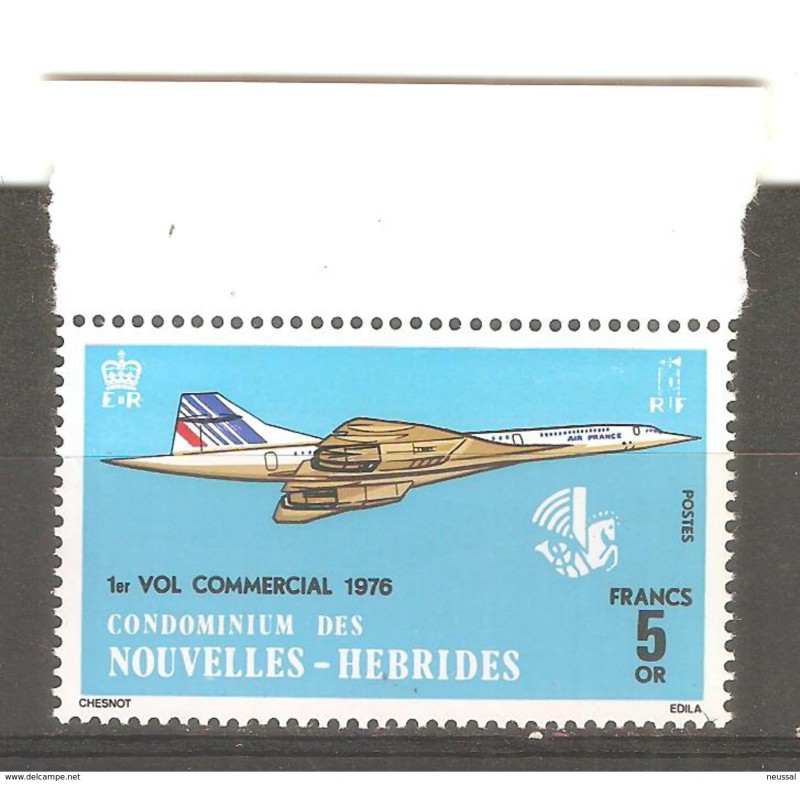 E R
R F
AIR FRANCE
POSTES
1er VOL COMMERCIAL 1976
FRANCS
5
OR
CONDOMINIUM DES
NOUVELLES - HEBRIDES
CHESNOT
EDILA
www.delcampe.net
neussal